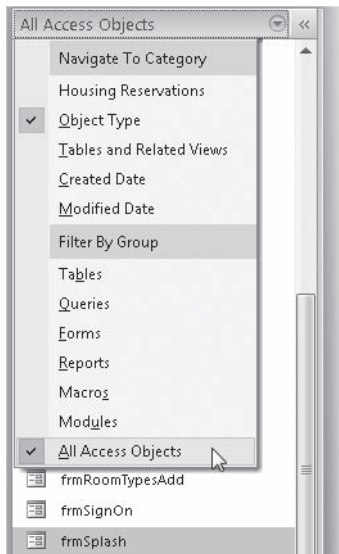 All Access Objects
Navigate To Category
Housing Reservations
Object Type
Tables and Related Views
Created Date
Modified Date
Filter By Group
Tables
Queries
Forms
Reports
Macros
Modules
All Access Objects
frmRoomTypesAdd
frmSignOn
frmSplash